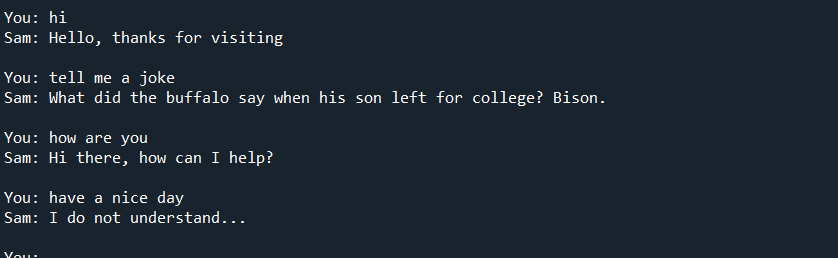 You: hi
Sam: Hello, thanks for visiting
You: tell me a joke
Sam: What did the buffalo say when his son left for college? Bison.
You: how are you
Sam: Hi there, how can I help?
You: have a nice day
Sam: I do not understand...
You: